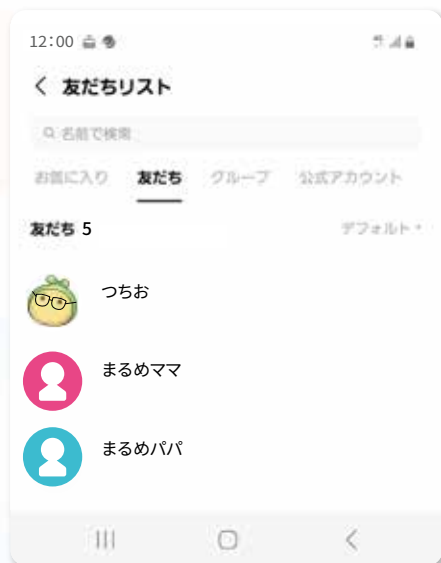 12:00
友だちリスト
名前で検索
お気に入り 友だち グループ 公式アカウント
友だち 5 デフォルト
つちお
まるめママ
まるめパパ